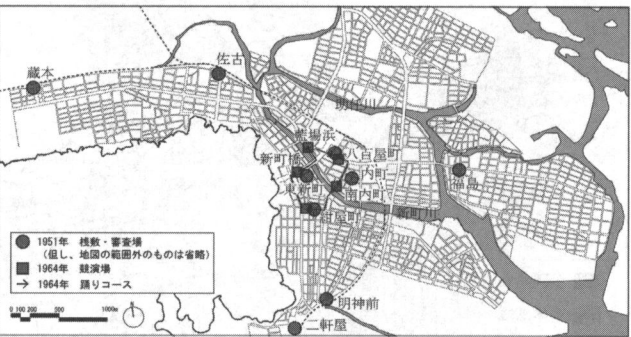 蔵本
佐古
助任川
紫場浜
八百屋町
新町橋
内町
福島
東新町
南内町
紺屋町
新町川
明神前
二軒屋
● 1951年 桟敷・審査場
(但し、地図の範囲外のものは省略)
■ 1964年 競演場
→ 1964年 踊りコース
0 100 200 500 1000m
N